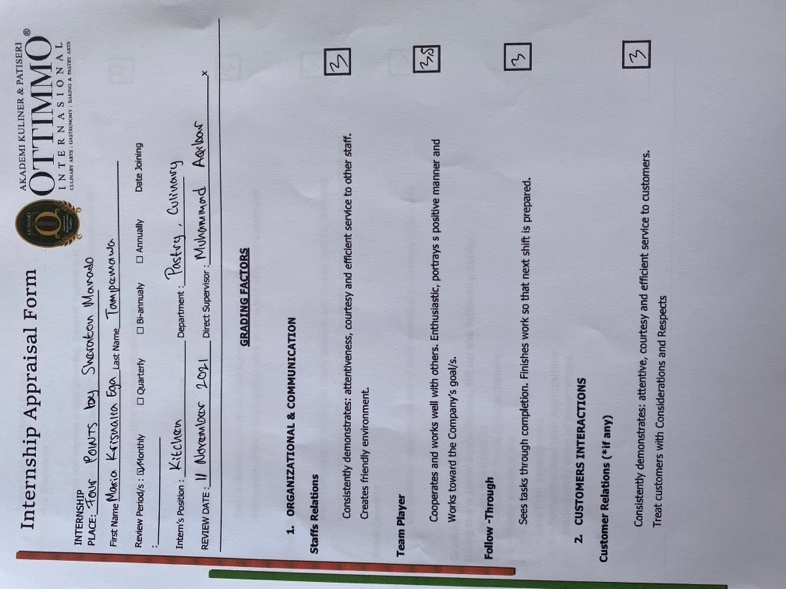 Internship Appraisal Form
AKADEMI KULINER & PATISERI
OTTIMMO®
INTERNASIONAL
CULINARY ARTS | GASTRONOMY | BAKING & PASTRY ARTS
INTERNSHIP
PLACE: Four Points by Sheraton Manado
First Name Maria Krisnalia Ega Last Name Tampemawa
Review Period/s : ☑Monthly ☐ Quarterly ☐ Bi-annually ☐ Annually Date Joining
:
Intern's Position : Kitchen Department : Pastry, Culinary
REVIEW DATE: 11 November 2021 Direct Supervisor : Muhammad x
GRADING FACTORS
1. ORGANIZATIONAL & COMMUNICATION
Staffs Relations
Consistently demonstrates: attentiveness, courtesy and efficient service to other staff. 3
Creates friendly environment.
Team Player
Cooperates and works well with others. Enthusiastic, portrays s positive manner and 3.5
Works toward the Company's goal/s.
Follow -Through
Sees tasks through completion. Finishes work so that next shift is prepared. 3
2. CUSTOMERS INTERACTIONS
Customer Relations (*if any)
Consistently demonstrates: attentive, courtesy and efficient service to customers. 3
Treat customers with Considerations and Respects